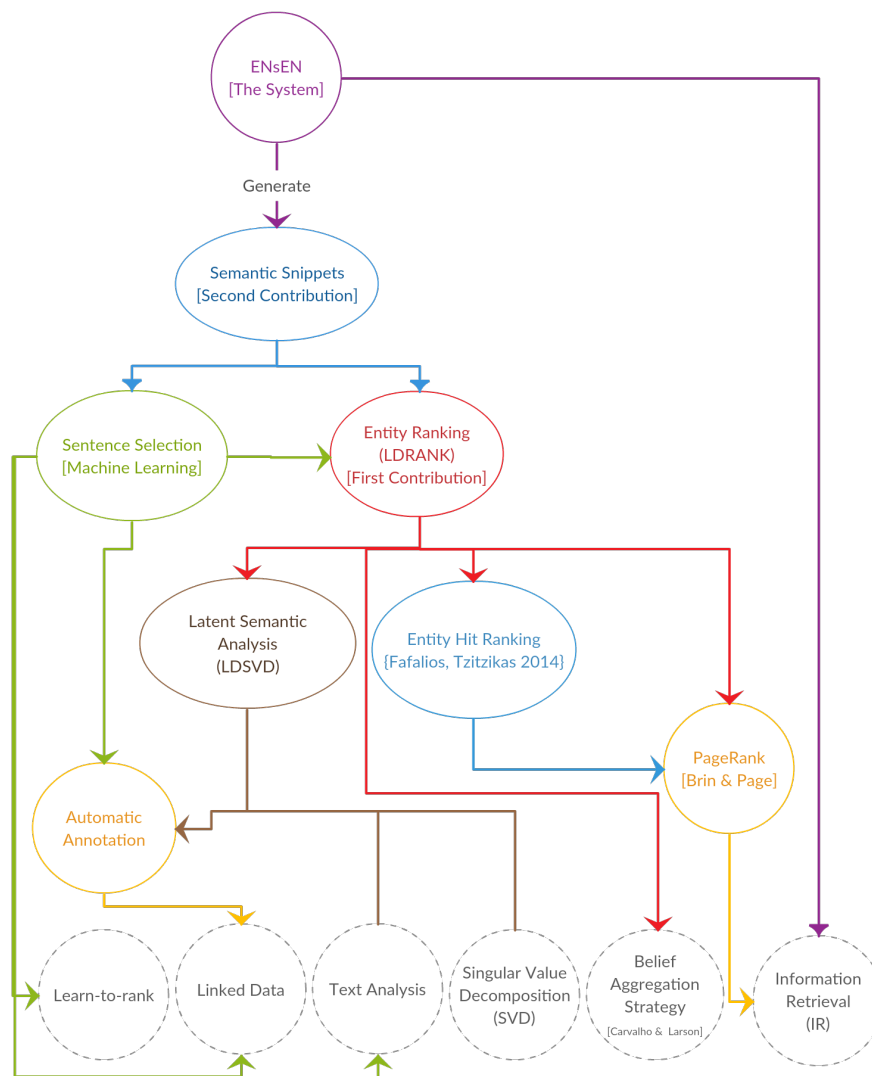 ENsEN
[The System]
Generate
Semantic Snippets
[Second Contribution]
Sentence Selection
[Machine Learning]
Entity Ranking
(LDRANK)
[First Contribution]
Latent Semantic
Analysis
(LDSVD)
Entity Hit Ranking
{Fafalios, Tzitzikas 2014}
PageRank
[Brin & Page]
Automatic
Annotation
Learn-to-rank
Linked Data
Text Analysis
Singular Value
Decomposition
(SVD)
Belief
Aggregation
Strategy
[Carvalho & Larson]
Information
Retrieval
(IR)